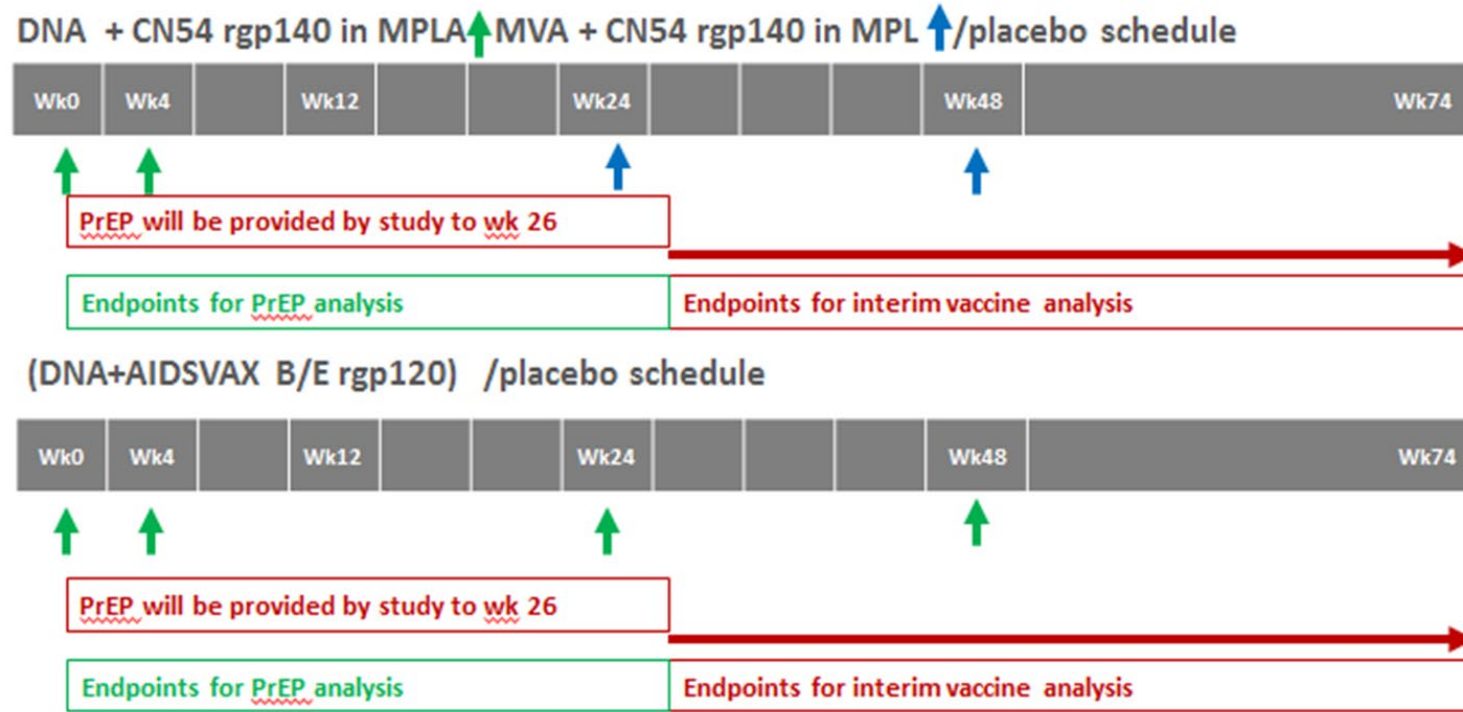 DNA + CN54 rgp140 in MPLA MVA + CN54 rgp140 in MPL /placebo schedule
Wk0 Wk4 Wk12 Wk24 Wk48 Wk74
PrEP will be provided by study to wk 26
Endpoints for PrEP analysis Endpoints for interim vaccine analysis
(DNA+AIDSVAX B/E rgp120) /placebo schedule
Wk0 Wk4 Wk12 Wk24 Wk48 Wk74
PrEP will be provided by study to wk 26
Endpoints for PrEP analysis Endpoints for interim vaccine analysis